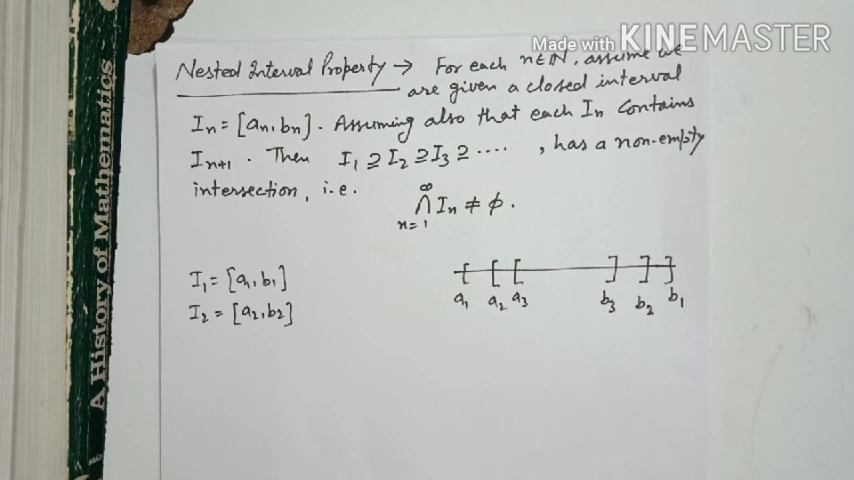 Made with KINEMASTER
Nested Interval Property → For each n∈ℕ, assume we
are given a closed interval
Iₙ = [aₙ, bₙ]. Assuming also that each Iₙ contains
Iₙ₊₁. Then I₁ ⊇ I₂ ⊇ I₃ ⊇ ....., has a non-empty
intersection, i.e.
∞
∩ Iₙ ≠ ϕ.
n=1
I₁ = [a₁, b₁]
I₂ = [a₂, b₂]
a₁ a₂ a₃ b₃ b₂ b₁
A History of Mathematics